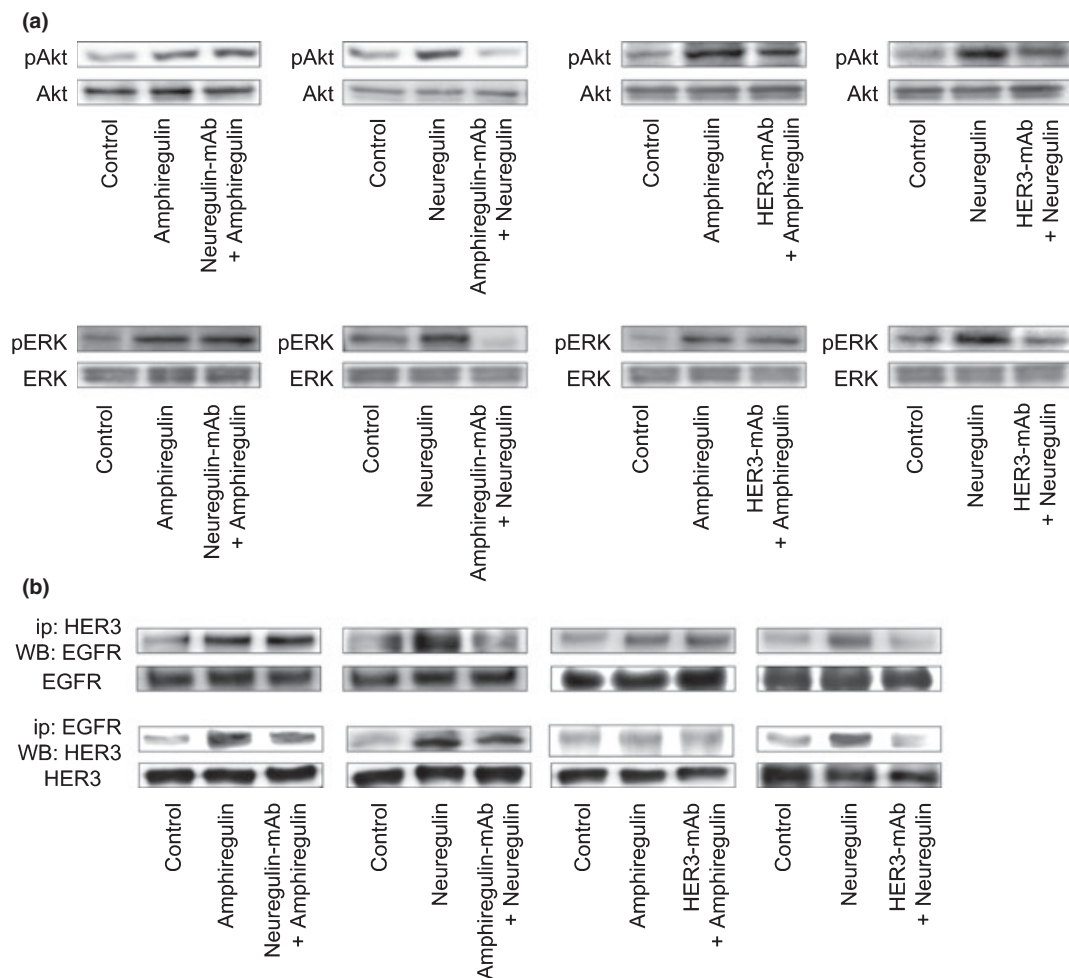 (a)
pAkt
Akt
Control
Amphiregulin
Neuregulin-mAb
+ Amphiregulin
pAkt
Akt
Control
Neuregulin
Amphiregulin-mAb
+ Neuregulin
pAkt
Akt
Control
Amphiregulin
HER3-mAb
+ Amphiregulin
pAkt
Akt
Control
Neuregulin
HER3-mAb
+ Neuregulin
pERK
ERK
Control
Amphiregulin
Neuregulin-mAb
+ Amphiregulin
pERK
ERK
Control
Neuregulin
Amphiregulin-mAb
+ Neuregulin
pERK
ERK
Control
Amphiregulin
HER3-mAb
+ Amphiregulin
pERK
ERK
Control
Neuregulin
HER3-mAb
+ Neuregulin
(b)
ip: HER3
WB: EGFR
EGFR
ip: EGFR
WB: HER3
HER3
Control
Amphiregulin
Neuregulin-mAb
+ Amphiregulin
Control
Neuregulin
Amphiregulin-mAb
+ Neuregulin
Control
Amphiregulin
HER3-mAb
+ Amphiregulin
Control
Neuregulin
HER3-mAb
+ Neuregulin